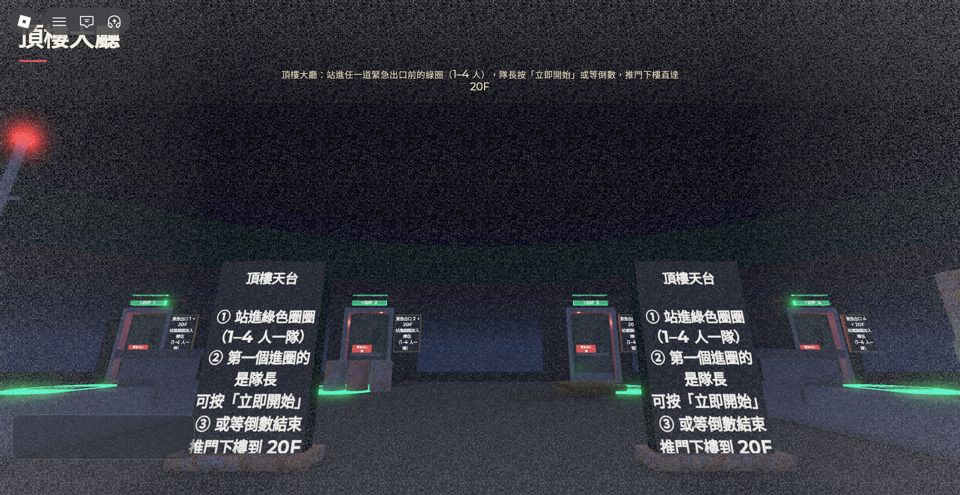 頂樓大廳
頂樓大廳：站進任一道緊急出口前的綠圈（1–4 人），隊長按「立即開始」或等倒數，推門下樓直達
20F
頂樓天台
① 站進綠色圈圈
（1–4 人一隊）
② 第一個進圈的
是隊長
可按「立即開始」
③ 或等倒數結束
推門下樓到 20F
頂樓天台
① 站進綠色圈圈
（1–4 人一隊）
② 第一個進圈的
是隊長
可按「立即開始」
③ 或等倒數結束
推門下樓到 20F